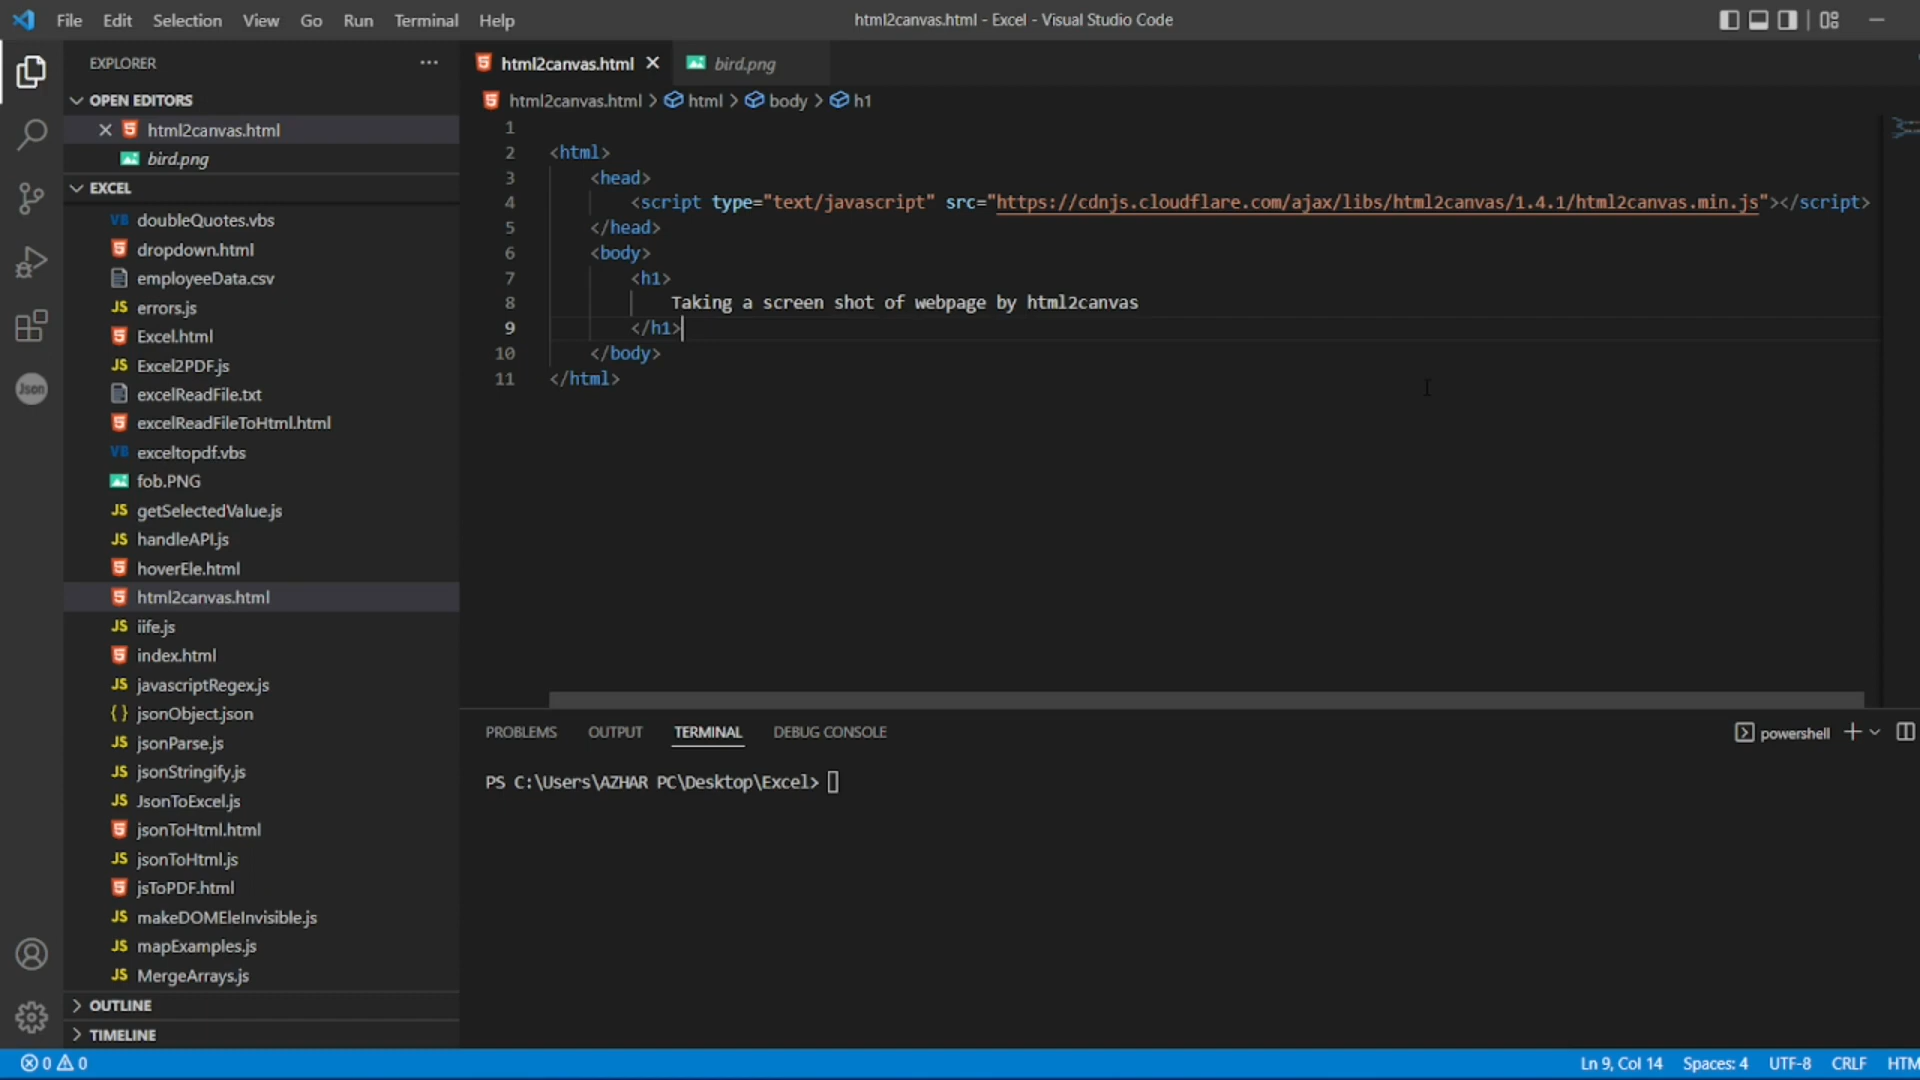 File Edit Selection View Go Run Terminal Help
html2canvas.html - Excel - Visual Studio Code
EXPLORER
OPEN EDITORS
html2canvas.html
bird.png
EXCEL
doubleQuotes.vbs
dropdown.html
employeeData.csv
errors.js
Excel.html
Excel2PDF.js
excelReadFile.txt
excelReadFileToHtml.html
exceltopdf.vbs
fob.PNG
getSelectedValue.js
handleAPI.js
hoverEle.html
html2canvas.html
iife.js
index.html
javascriptRegex.js
jsonObject.json
jsonParse.js
jsonStringify.js
JsonToExcel.js
jsonToHtml.html
jsonToHtml.js
jsToPDF.html
makeDOMEleInvisible.js
mapExamples.js
MergeArrays.js
OUTLINE
TIMELINE
Json
html2canvas.html bird.png
html2canvas.html > html > body > h1
1
2 <html>
3 <head>
4 <script type="text/javascript" src="https://cdnjs.cloudflare.com/ajax/libs/html2canvas/1.4.1/html2canvas.min.js"></script>
5 </head>
6 <body>
7 <h1>
8 Taking a screen shot of webpage by html2canvas
9 </h1>
10 </body>
11 </html>
PROBLEMS OUTPUT TERMINAL DEBUG CONSOLE
powershell
PS C:\Users\AZHAR PC\Desktop\Excel>
0 0
Ln 9, Col 14 Spaces: 4 UTF-8 CRLF HTM